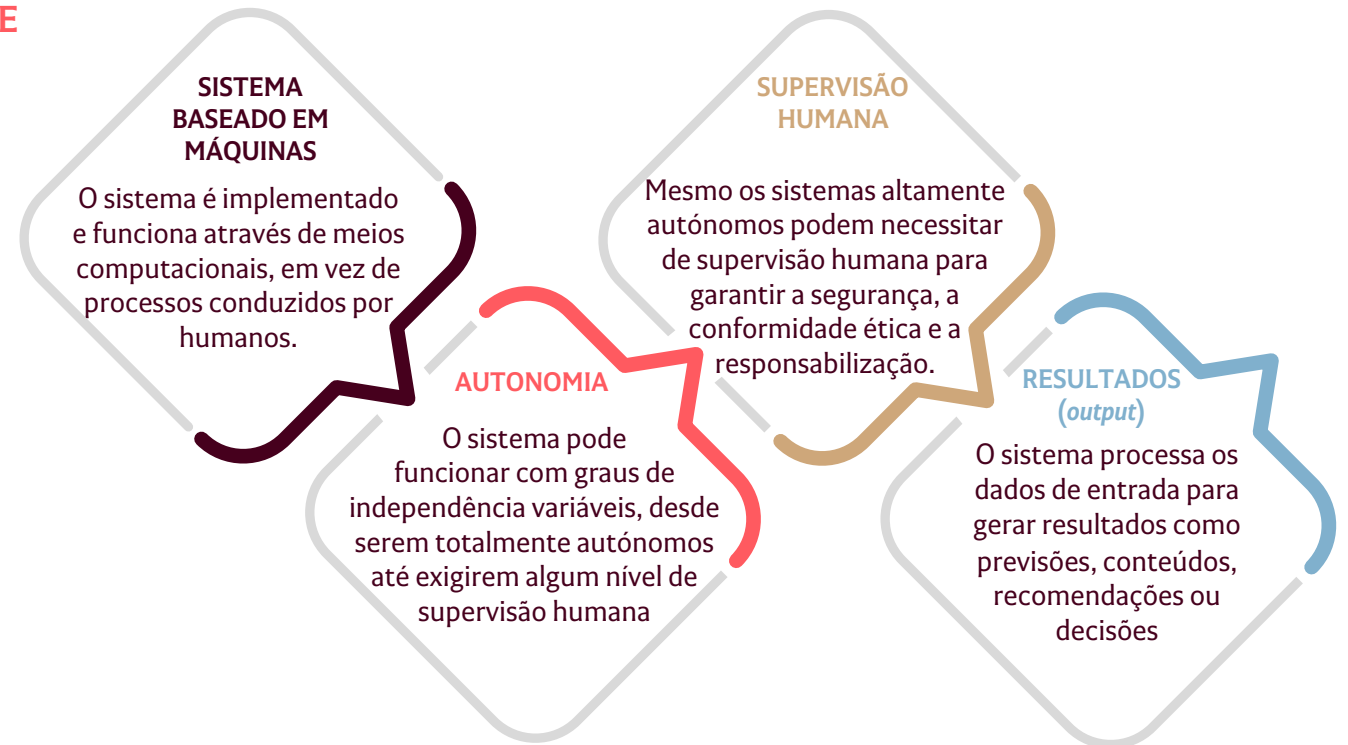 E
SISTEMA
BASEADO EM
MÁQUINAS
O sistema é implementado
e funciona através de meios
computacionais, em vez de
processos conduzidos por
humanos.
AUTONOMIA
O sistema pode
funcionar com graus de
independência variáveis, desde
serem totalmente autónomos
até exigirem algum nível de
supervisão humana
SUPERVISÃO
HUMANA
Mesmo os sistemas altamente
autónomos podem necessitar
de supervisão humana para
garantir a segurança, a
conformidade ética e a
responsabilização.
RESULTADOS
(output)
O sistema processa os
dados de entrada para
gerar resultados como
previsões, conteúdos,
recomendações ou
decisões